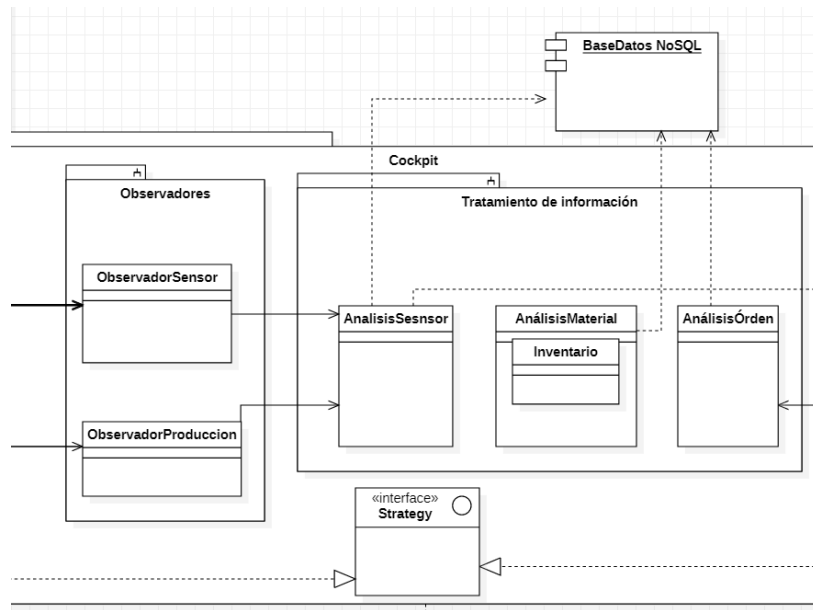 BaseDatos NoSQL
Cockpit
Observadores
Tratamiento de información
ObservadorSensor
AnalisisSesnsor
AnálisisMaterial
AnálisisÓrden
Inventario
ObservadorProduccion
«interface»
Strategy